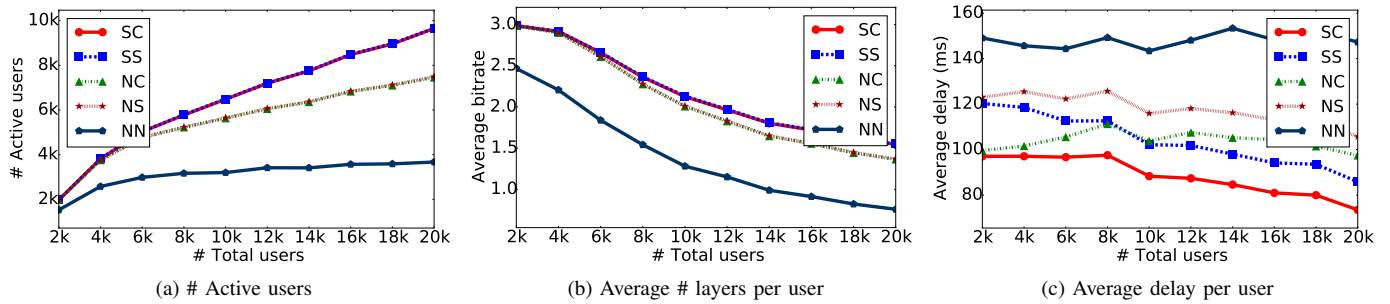 10k
8k
6k
4k
2k
# Active users
SC
SS
NC
NS
NN
2k 4k 6k 8k 10k 12k 14k 16k 18k 20k
# Total users
(a) # Active users
3.0
2.5
2.0
1.5
1.0
Average bitrate
SC
SS
NC
NS
NN
2k 4k 6k 8k 10k 12k 14k 16k 18k 20k
# Total users
(b) Average # layers per user
160
140
120
100
80
Average delay (ms)
SC
SS
NC
NS
NN
2k 4k 6k 8k 10k 12k 14k 16k 18k 20k
# Total users
(c) Average delay per user